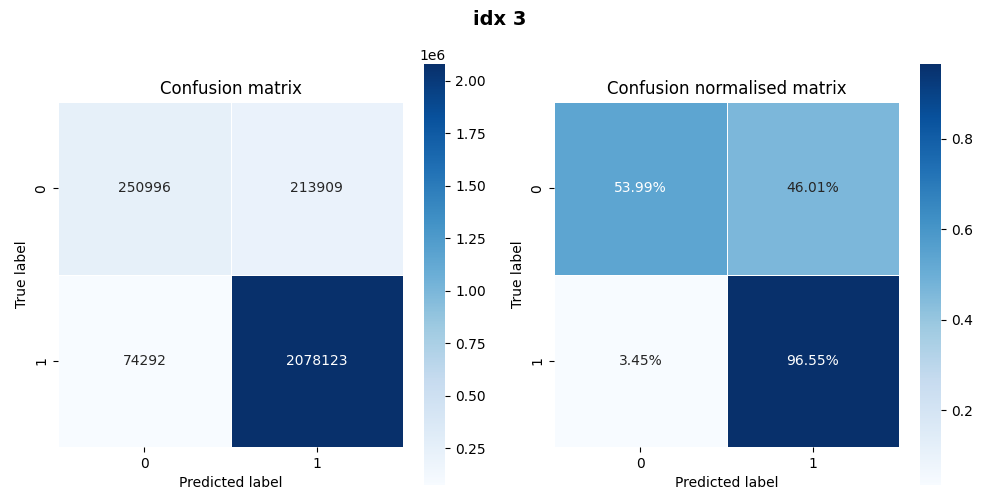 idx 3
Confusion matrix
1e6
250996 213909
74292 2078123
0
1
0 1
True label
Predicted label
2.00
1.75
1.50
1.25
1.00
0.75
0.50
0.25
Confusion normalised matrix
53.99% 46.01%
3.45% 96.55%
0
1
0 1
True label
Predicted label
0.8
0.6
0.4
0.2